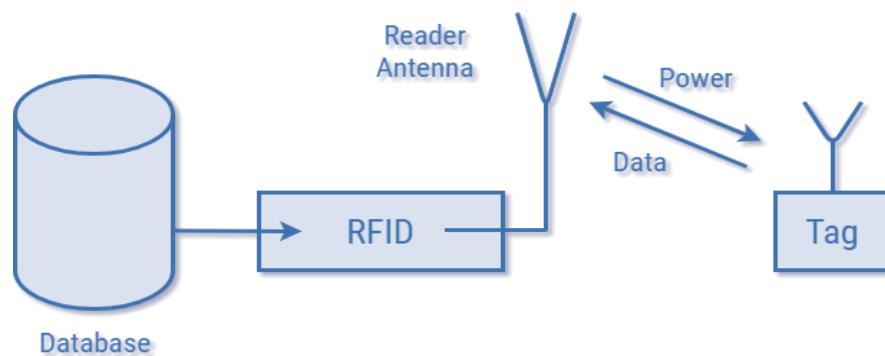 Reader
Antenna
Power
Data
RFID
Tag
Database